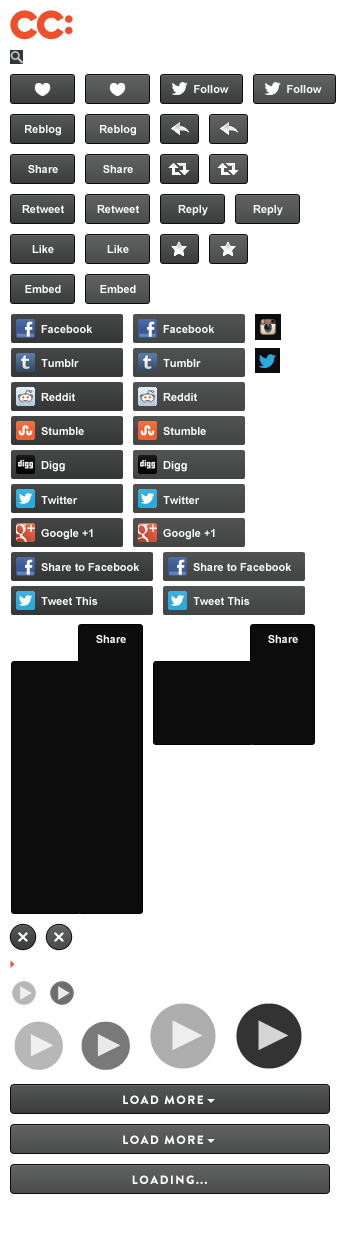 CC:
Follow Follow
Reblog Reblog
Share Share
Retweet Retweet Reply Reply
Like Like
Embed Embed
Facebook Facebook
Tumblr Tumblr
Reddit Reddit
Stumble Stumble
digg Digg digg Digg
Twitter Twitter
Google +1 Google +1
Share to Facebook Share to Facebook
Tweet This Tweet This
Share Share
LOAD MORE
LOAD MORE
LOADING...